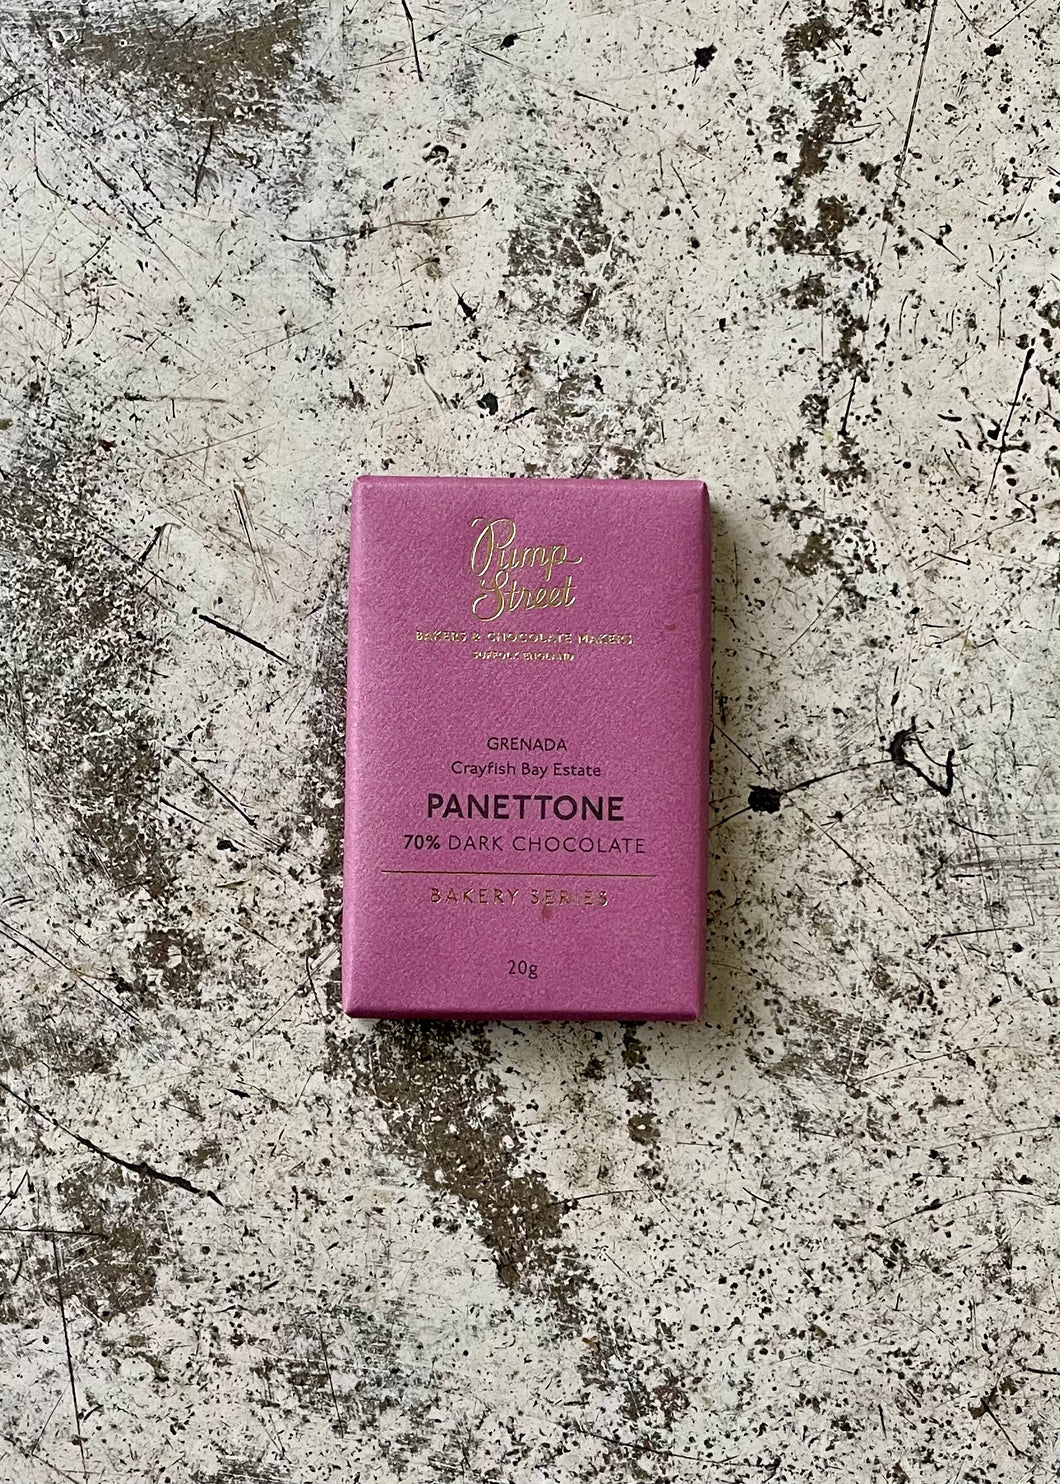 Pump
Street
BAKERS & CHOCOLATE MAKERS
SUFFOLK ENGLAND
GRENADA
Crayfish Bay Estate
PANETTONE
70% DARK CHOCOLATE
BAKERY SERIES
20g